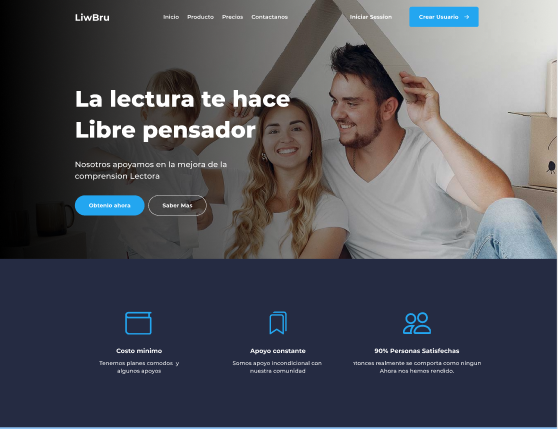 LiwBru
Inicio Producto Precios Contactanos
Iniciar Session
Crear Usuario
La lectura te hace
Libre pensador
Nosotros apoyamos en la mejora de la
comprension Lectora
Obtenlo ahora
Saber Mas
Costo minimo
Tenemos planes comodos y
algunos apoyos
Apoyo constante
Somos apoyo incondicional con
nuestra comunidad
90% Personas Satisfechas
ntonces realmente se comporta como ningun
Ahora nos hemos rendido.